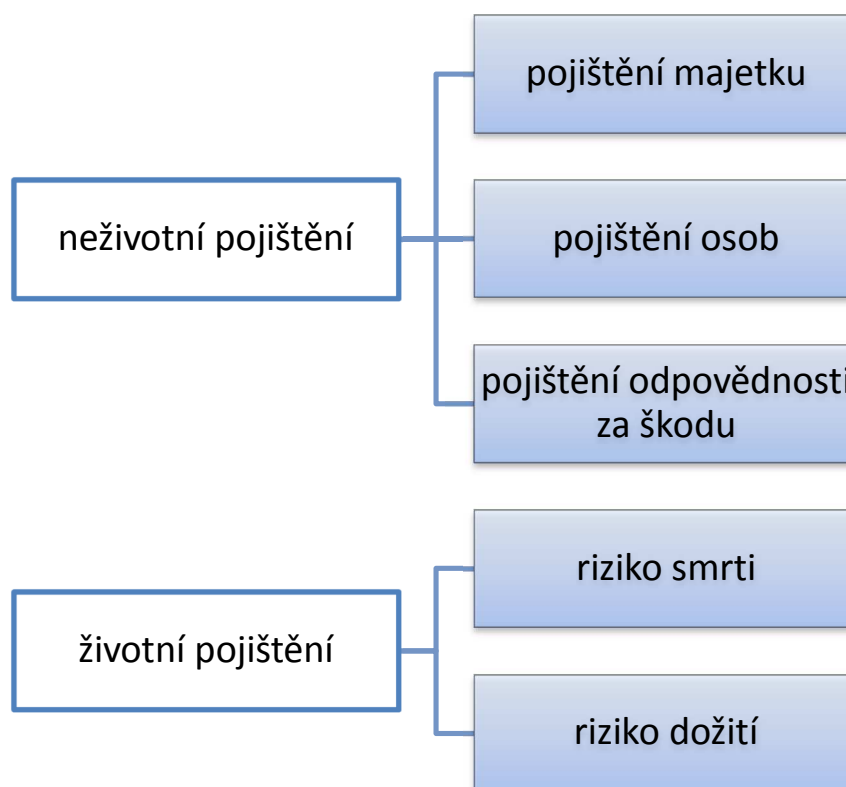 neživotní pojištění
pojištění majetku
pojištění osob
pojištění odpovědnosti
za škodu
životní pojištění
riziko smrti
riziko dožití